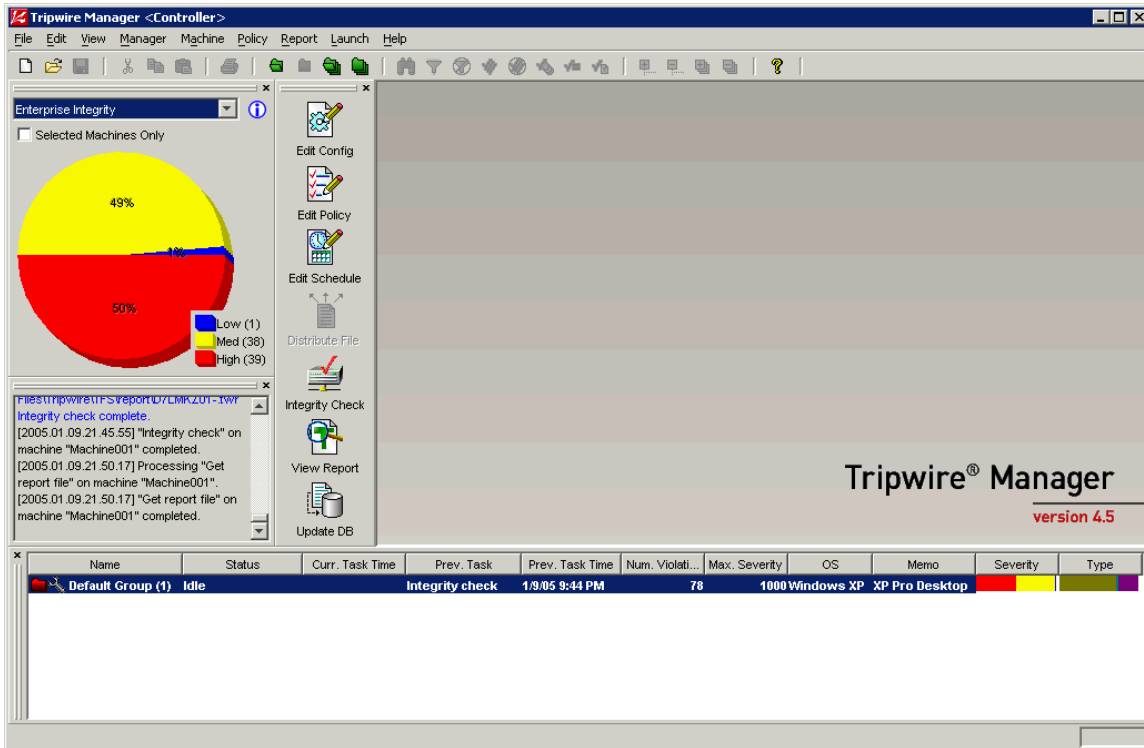 Tripwire Manager <Controller>
File Edit View Manager Machine Policy Report Launch Help
Enterprise Integrity
Selected Machines Only
49%
1%
50%
Low (1)
Med (38)
High (39)
Edit Config
Edit Policy
Edit Schedule
Distribute File
Integrity Check
View Report
Update DB
Files\Tripwire\TFS\report\D7LMKZ01-.twr
Integrity check complete.
[2005.01.09.21.45.55] "Integrity check" on
machine "Machine001" completed.
[2005.01.09.21.50.17] Processing "Get
report file" on machine "Machine001".
[2005.01.09.21.50.17] "Get report file" on
machine "Machine001" completed.
Tripwire® Manager
version 4.5
Name Status Curr. Task Time Prev. Task Prev. Task Time Num. Violati... Max. Severity OS Memo Severity Type
Default Group (1) Idle Integrity check 1/9/05 9:44 PM 78 1000 Windows XP XP Pro Desktop